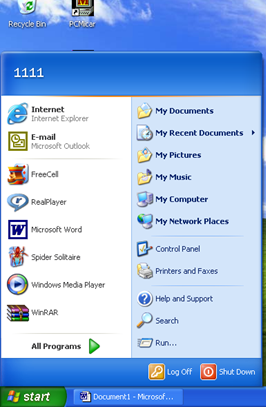 Recycle Bin
PCMcar
1111
Internet
Internet Explorer
E-mail
Microsoft Outlook
FreeCell
RealPlayer
Microsoft Word
Spider Solitaire
Windows Media Player
WinRAR
All Programs
My Documents
My Recent Documents
My Pictures
My Music
My Computer
My Network Places
Control Panel
Printers and Faxes
Help and Support
Search
Run...
Log Off
Shut Down
start
Document1 - Microsof...